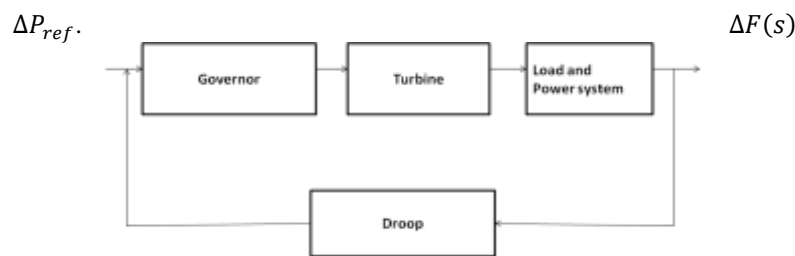 ΔP_ref.
ΔF(s)
Governor
Turbine
Load and
Power system
Droop